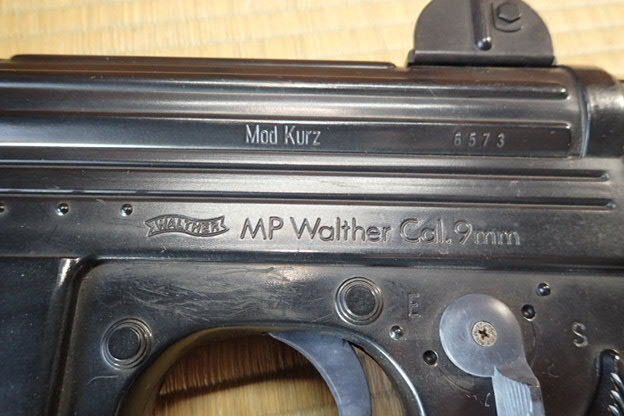 Mod Kurz 6573
WALTHER MP Walther Cal. 9mm
E
S